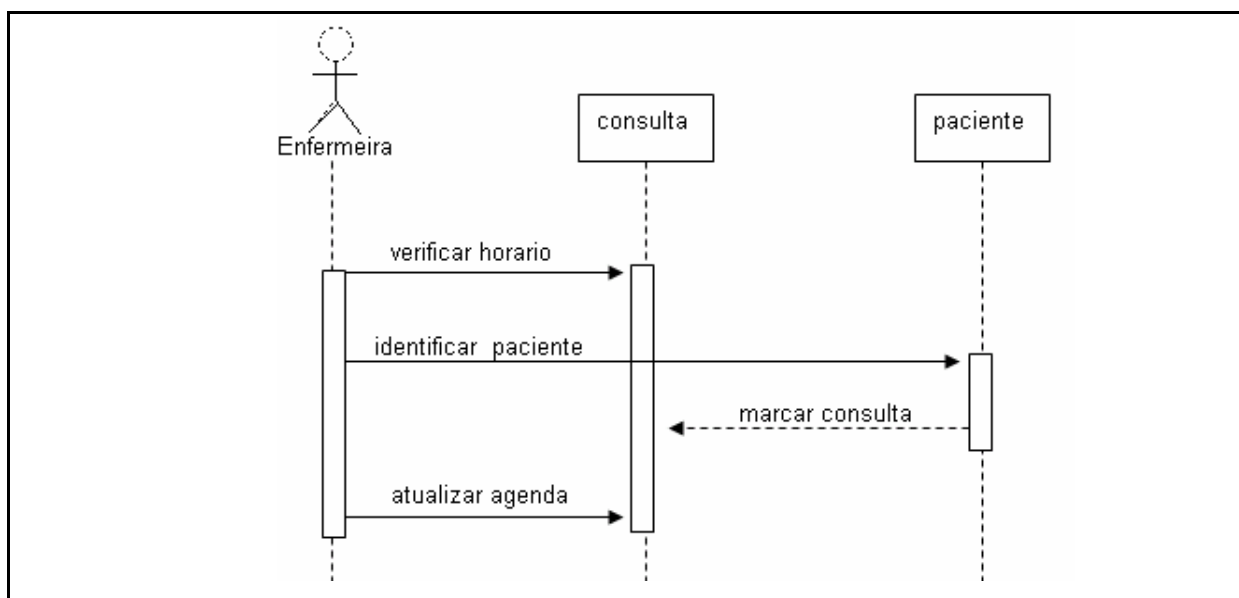 Enfermeira
consulta
paciente
verificar horario
identificar paciente
marcar consulta
atualizar agenda